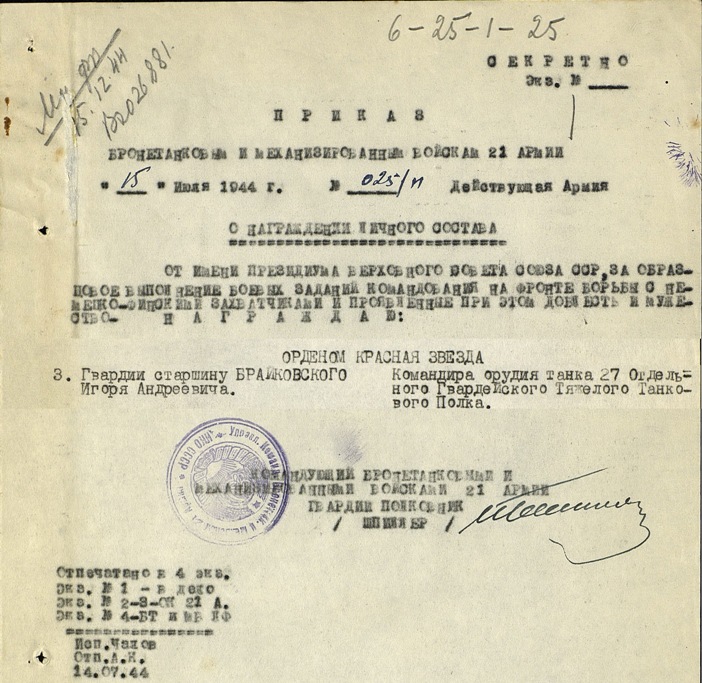 6-25-1-25
СЕКРЕТНО
Экз. №
15.12.44
В2026881.
ПРИКАЗ
БРОНЕТАНКОВЫМ И МЕХАНИЗИРОВАННЫМ ВОЙСКАМ 21 АРМИИ
"15" Июля 1944 г. № 025/п Действующая Армия
О НАГРАЖДЕНИИ ЛИЧНОГО СОСТАВА
ОТ ИМЕНИ ПРЕЗИДИУМА ВЕРХОВНОГО СОВЕТА СОЮЗА ССР, ЗА ОБРАЗ-
ЦОВОЕ ВЫПОЛНЕНИЕ БОЕВЫХ ЗАДАНИЙ КОМАНДОВАНИЯ НА ФРОНТЕ БОРЬБЫ С НЕ-
МЕЦКО-ФИНСКИМИ ЗАХВАТЧИКАМИ И ПРОЯВЛЕННЫЕ ПРИ ЭТОМ ДОБЛЕСТЬ И МУЖЕ-
СТВО- НАГРАЖДАЮ:
ОРДЕНОМ КРАСНАЯ ЗВЕЗДА
3. Гвардии старшину БРАЙКОВСКОГО Командира орудия танка 27 Отдель=
Игоря Андреевича. ного Гвардейского Тяжелого Танко-
вого Полка.
КОМАНДУЮЩИЙ БРОНЕТАНКОВЫМИ И
МЕХАНИЗИРОВАННЫМИ ВОЙСКАМИ 21 АРМИИ
ГВАРДИИ ПОЛКОВНИК
/ ШПИЛЛЕР /
Отпечатано в 4 экз.
Экз. № 1 - в дело
Экз. № 2-3-ОК 21 А.
Экз. № 4-БТ и МВ ЛФ
Исп.Чалов
Отп.А.К.
14.07.44